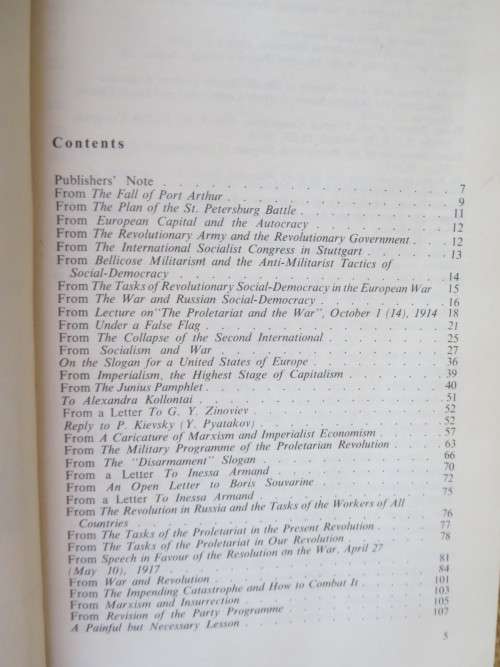 Contents
Publishers' Note . . . . . . . . . . 7
From The Fall of Port Arthur . . . . . . . . . . 9
From The Plan of the St. Petersburg Battle . . . . . . . . 11
From European Capital and the Autocracy . . . . . . . 12
From The Revolutionary Army and the Revolutionary Government . . 12
From The International Socialist Congress in Stuttgart . . . . 13
From Bellicose Militarism and the Anti-Militarist Tactics of
Social-Democracy . . . . . . . . . . 14
From The Tasks of Revolutionary Social-Democracy in the European War 15
From The War and Russian Social-Democracy . . . . . . 16
From Lecture on "The Proletariat and the War", October 1 (14), 1914 18
From Under a False Flag . . . . . . . . . . 21
From The Collapse of the Second International . . . . . . 25
From Socialism and War . . . . . . . . . . 27
On the Slogan for a United States of Europe . . . . . . 36
From Imperialism, the Highest Stage of Capitalism . . . . . 39
From The Junius Pamphlet . . . . . . . . . . 40
To Alexandra Kollontai . . . . . . . . . . 51
From a Letter To G. Y. Zinoviev . . . . . . . . 52
Reply to P. Kievsky (Y. Pyatakov) . . . . . . . . 52
From A Caricature of Marxism and Imperialist Economism . . . . 57
From The Military Programme of the Proletarian Revolution . . . 63
From The "Disarmament" Slogan . . . . . . . . 66
From a Letter To Inessa Armand . . . . . . . . 70
From An Open Letter to Boris Souvarine . . . . . . 72
From a Letter To Inessa Armand . . . . . . . . 75
From The Revolution in Russia and the Tasks of the Workers of All
Countries . . . . . . . . . . 76
From The Tasks of the Proletariat in the Present Revolution . . . 77
From The Tasks of the Proletariat in Our Revolution . . . . 78
From Speech in Favour of the Resolution on the War, April 27
(May 10), 1917 . . . . . . . . . . 81
From War and Revolution . . . . . . . . . . 84
From The Impending Catastrophe and How to Combat It . . . . 101
From Marxism and Insurrection . . . . . . . . 103
From Revision of the Party Programme . . . . . . . 105
A Painful but Necessary Lesson . . . . . . . . 107
5